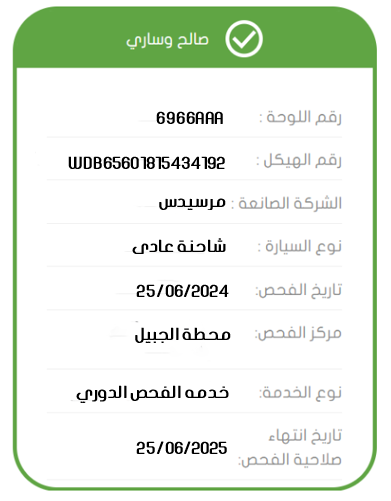 صالح وساري
رقم اللوحة : 6966AAA
رقم الهيكل : WDB65601815434192
الشركة الصانعة : مرسيدس
نوع السيارة : شاحنة عادى
تاريخ الفحص: 25/06/2024
مركز الفحص: محطة الجبيل
نوع الخدمة: خدمه الفحص الدوري
تاريخ انتهاء
صلاحية الفحص: 25/06/2025